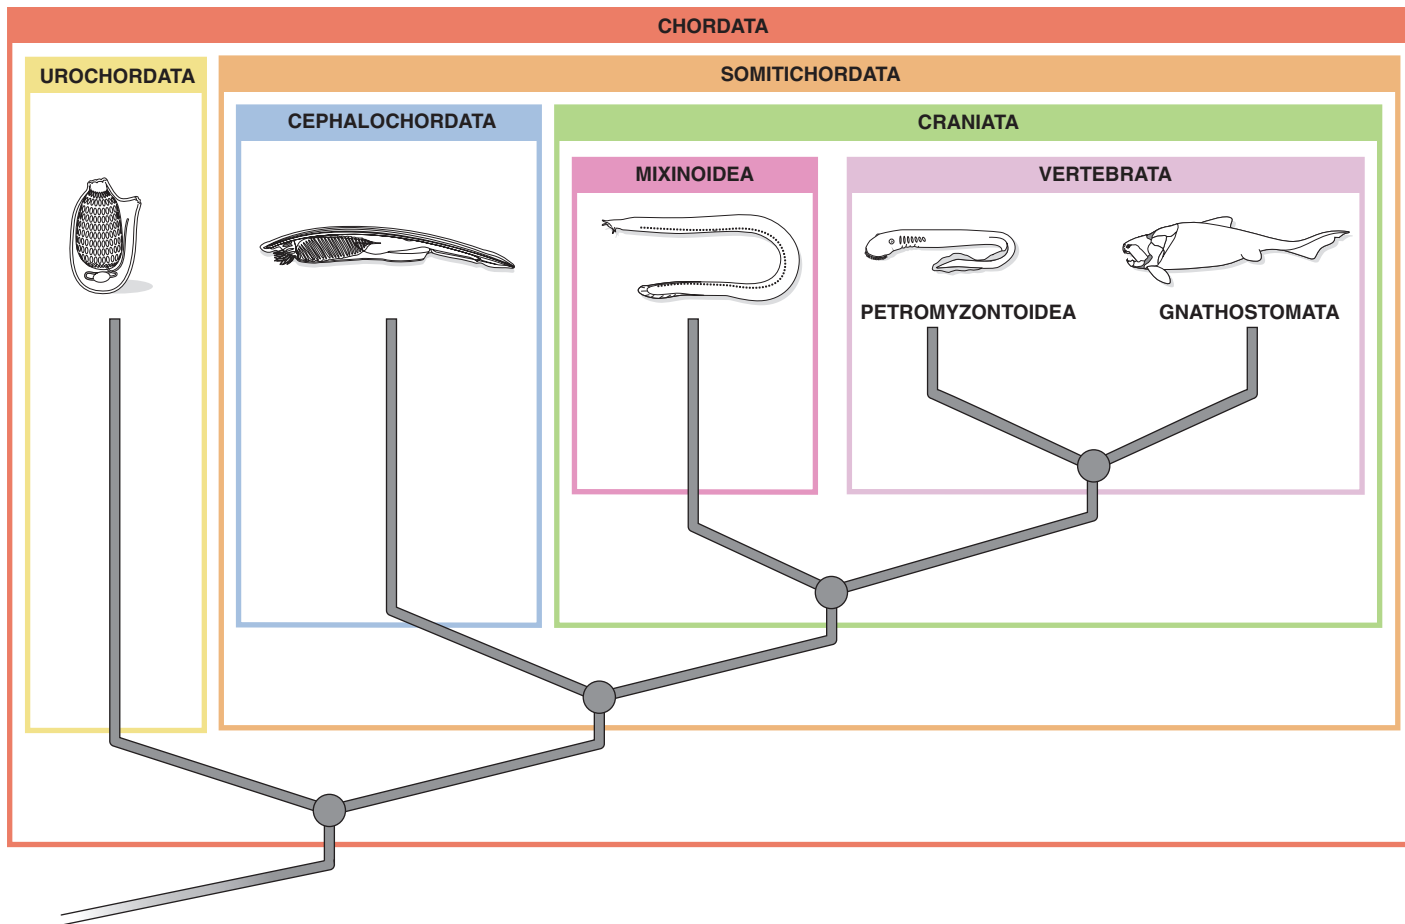 CHORDATA
UROCHORDATA
SOMITICHORDATA
CEPHALOCHORDATA
CRANIATA
MIXINOIDEA
VERTEBRATA
PETROMYZONTOIDEA
GNATHOSTOMATA